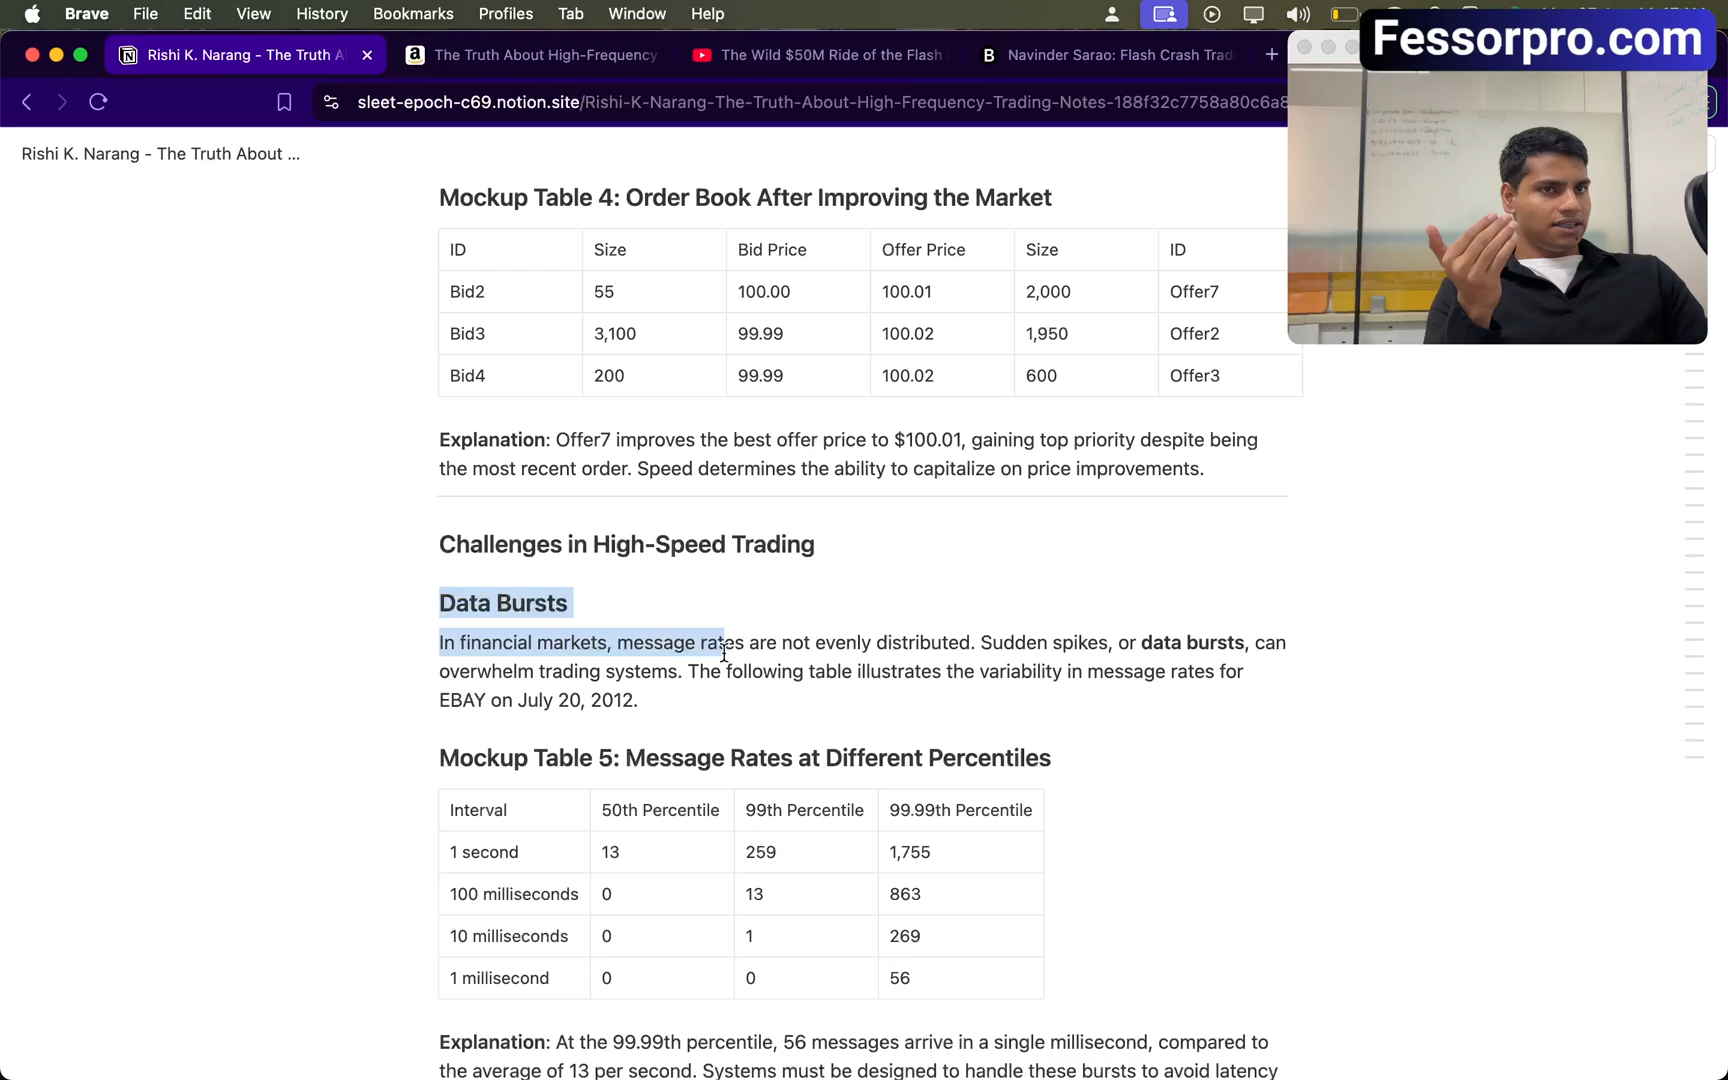 Brave File Edit View History Bookmarks Profiles Tab Window Help
Fessorpro.com
Rishi K. Narang - The Truth A
The Truth About High-Frequency
The Wild $50M Ride of the Flash
Navinder Sarao: Flash Crash Trad
sleet-epoch-c69.notion.site/Rishi-K-Narang-The-Truth-About-High-Frequency-Trading-Notes-188f32c7758a80c6a8
Rishi K. Narang - The Truth About ...
Mockup Table 4: Order Book After Improving the Market
ID Size Bid Price Offer Price Size ID
Bid2 55 100.00 100.01 2,000 Offer7
Bid3 3,100 99.99 100.02 1,950 Offer2
Bid4 200 99.99 100.02 600 Offer3
Explanation: Offer7 improves the best offer price to $100.01, gaining top priority despite being
the most recent order. Speed determines the ability to capitalize on price improvements.
Challenges in High-Speed Trading
Data Bursts
In financial markets, message rates are not evenly distributed. Sudden spikes, or data bursts, can
overwhelm trading systems. The following table illustrates the variability in message rates for
EBAY on July 20, 2012.
Mockup Table 5: Message Rates at Different Percentiles
Interval 50th Percentile 99th Percentile 99.99th Percentile
1 second 13 259 1,755
100 milliseconds 0 13 863
10 milliseconds 0 1 269
1 millisecond 0 0 56
Explanation: At the 99.99th percentile, 56 messages arrive in a single millisecond, compared to
the average of 13 per second. Systems must be designed to handle these bursts to avoid latency